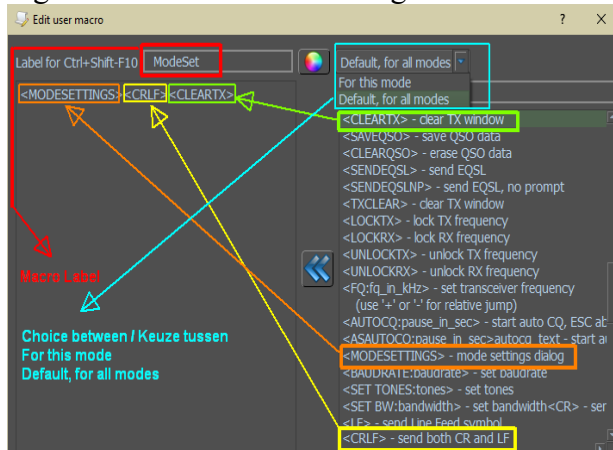 Edit user macro ? X
Label for Ctrl+Shift-F10 ModeSet Default, for all modes
For this mode
Default, for all modes
<MODESETTINGS><CRLF><CLEARTX>
<CLEARTX> - clear TX window
<SAVEQSO> - save QSO data
<CLEARQSO> - erase QSO data
<SENDEQSL> - send EQSL
<SENDEQSLNP> - send EQSL, no prompt
<TXCLEAR> - clear TX window
<LOCKTX> - lock TX frequency
<LOCKRX> - lock RX frequency
<UNLOCKTX> - unlock TX frequency
<UNLOCKRX> - unlock RX frequency
<FQ:fq_in_kHz> - set transceiver frequency
(use '+' or '-' for relative jump)
<AUTOCQ:pause_in_sec> - start auto CQ, ESC
<ASAUTOCQ:pause_in_sec>autocq_text - start
<MODESETTINGS> - mode settings dialog
<BAUDRATE:baudrate> - set baudrate
<SET TONES:tones> - set tones
<SET BW:bandwidth> - set bandwidth<CR> - ser
<LF> - send Line Feed symbol
<CRLF> - send both CR and LF
Macro Label
Choice between / Keuze tussen
For this mode
Default, for all modes